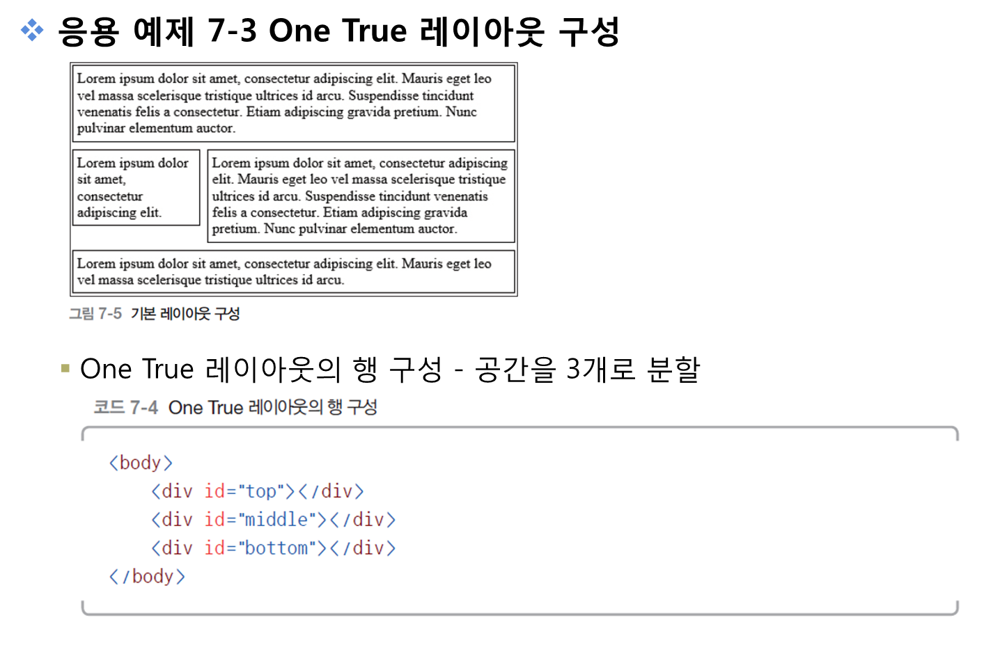 응용 예제 7-3 One True 레이아웃 구성
Lorem ipsum dolor sit amet, consectetur adipiscing elit. Mauris eget leo
vel massa scelerisque tristique ultrices id arcu. Suspendisse tincidunt
venenatis felis a consectetur. Etiam adipiscing gravida pretium. Nunc
pulvinar elementum auctor.
Lorem ipsum dolor
sit amet,
consectetur
adipiscing elit.
Lorem ipsum dolor sit amet, consectetur adipiscing
elit. Mauris eget leo vel massa scelerisque tristique
ultrices id arcu. Suspendisse tincidunt venenatis
felis a consectetur. Etiam adipiscing gravida
pretium. Nunc pulvinar elementum auctor.
Lorem ipsum dolor sit amet, consectetur adipiscing elit. Mauris eget leo
vel massa scelerisque tristique ultrices id arcu.
그림 7-5 기본 레이아웃 구성
One True 레이아웃의 행 구성 - 공간을 3개로 분할
코드 7-4 One True 레이아웃의 행 구성
<body>
<div id="top"></div>
<div id="middle"></div>
<div id="bottom"></div>
</body>